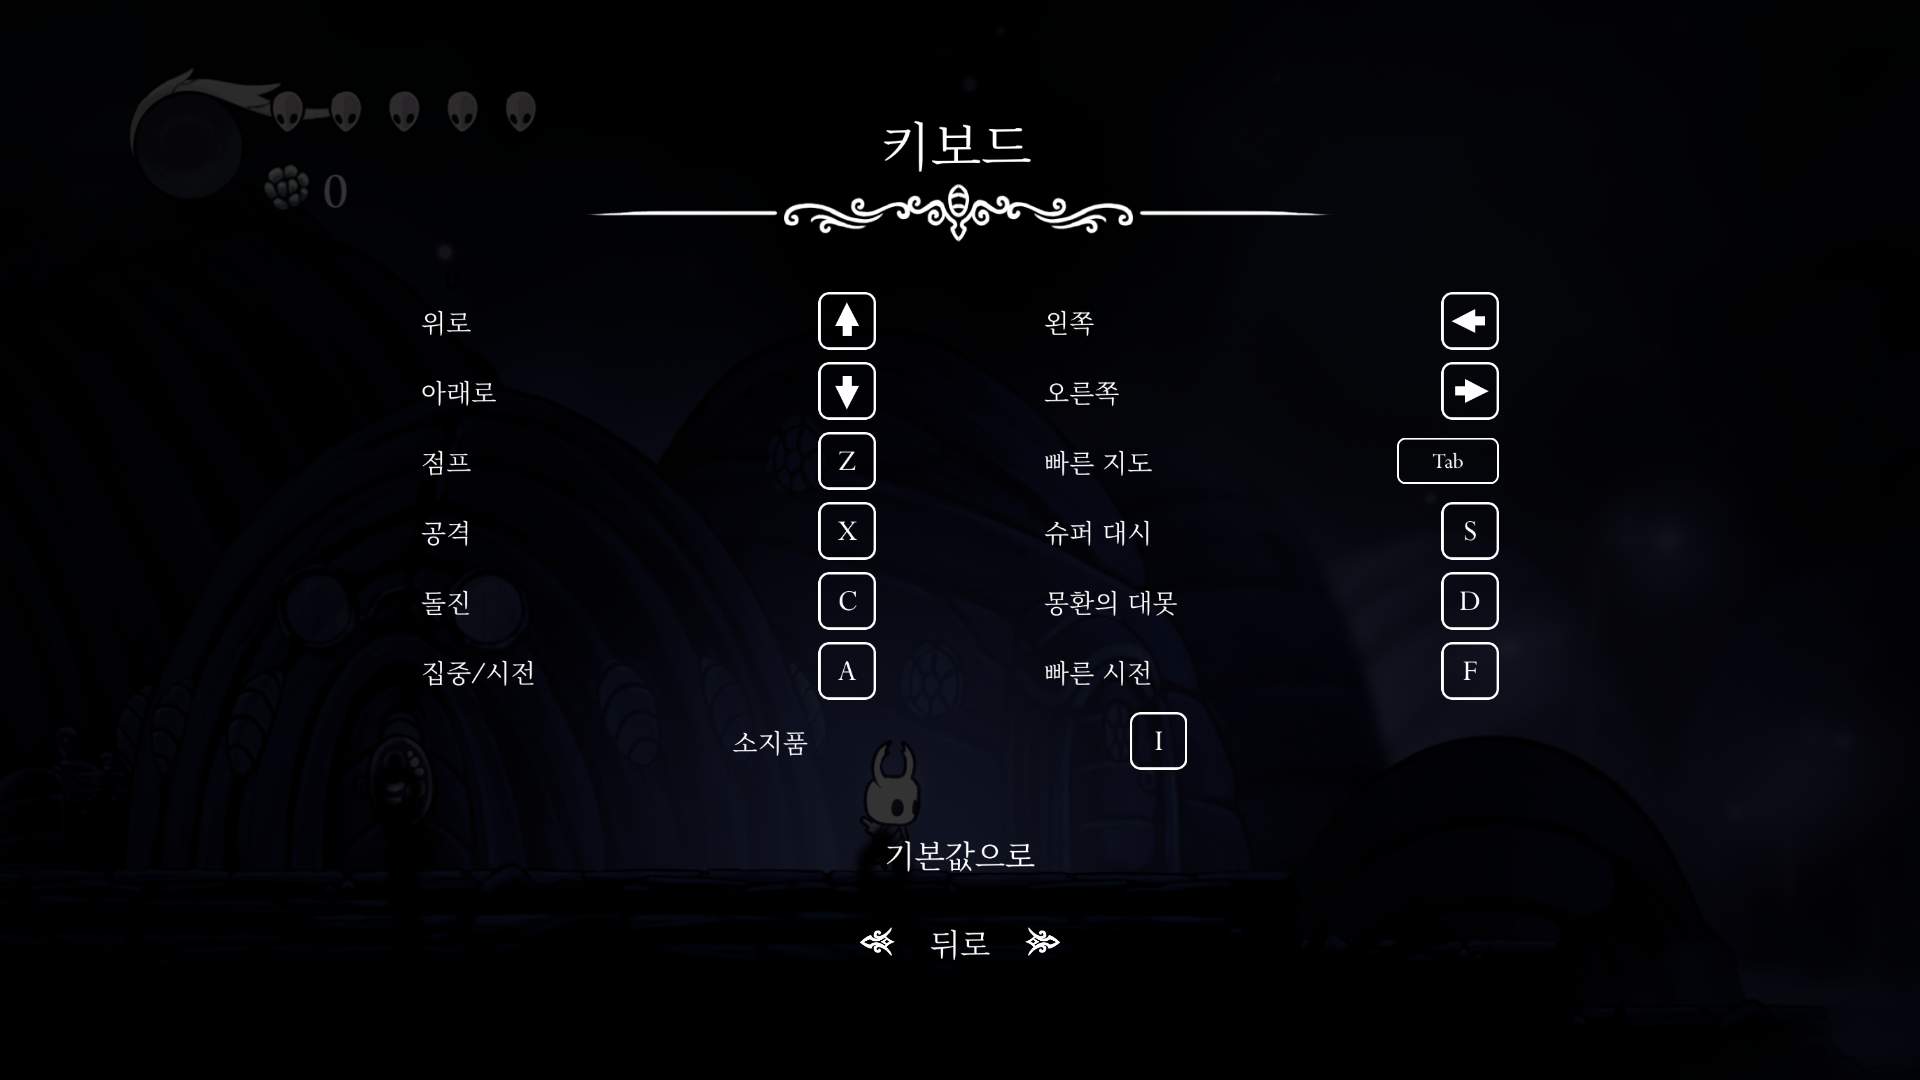 0
키보드
위로 ↑ 왼쪽 ←
아래로 ↓ 오른쪽 →
점프 Z 빠른 지도 Tab
공격 X 슈퍼 대시 S
돌진 C 몽환의 대못 D
집중/시전 A 빠른 시전 F
소지품 I
기본값으로
뒤로